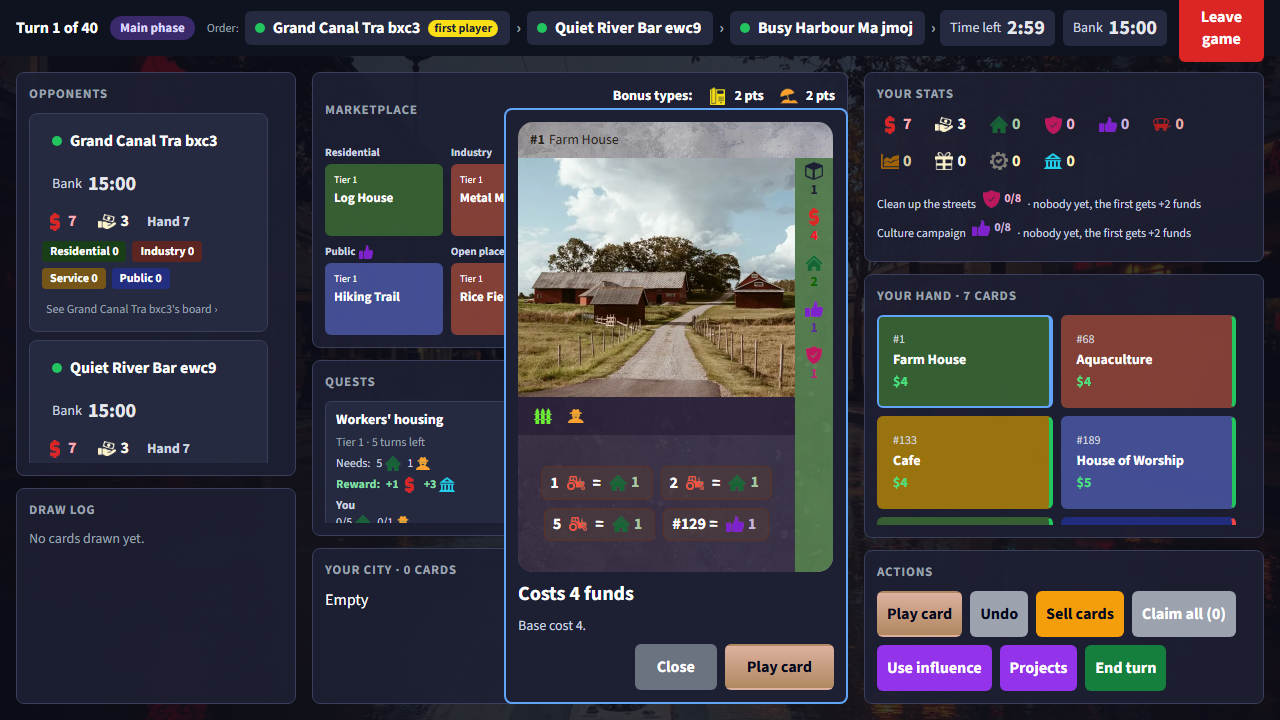 Turn 1 of 40 Main phase Order: Grand Canal Tra bxc3 first player › Quiet River Bar ewc9 › Busy Harbour Ma jmoj › Time left 2:59 Bank 15:00 Leave game
OPPONENTS
Grand Canal Tra bxc3
Bank 15:00
7 3 Hand 7
Residential 0 Industry 0
Service 0 Public 0
See Grand Canal Tra bxc3's board ›
Quiet River Bar ewc9
Bank 15:00
7 3 Hand 7
DRAW LOG
No cards drawn yet.
MARKETPLACE
Bonus types: 2 pts 2 pts
Residential Industry
Tier 1
Log House
Tier 1
Metal M
Public Open place
Tier 1
Hiking Trail
Tier 1
Rice Fie
QUESTS
Workers' housing
Tier 1 · 5 turns left
Needs: 5 1
Reward: +1 +3
You
0/5 0/1
YOUR CITY · 0 CARDS
Empty
#1 Farm House
1
4
2
1
1
1 = 1 2 = 1
5 = 1 #129 = 1
Costs 4 funds
Base cost 4.
Close Play card
YOUR STATS
7 3 0 0 0 0
0 0 0 0
Clean up the streets 0/8 · nobody yet, the first gets +2 funds
Culture campaign 0/8 · nobody yet, the first gets +2 funds
YOUR HAND · 7 CARDS
#1
Farm House
$4
#68
Aquaculture
$4
#133
Cafe
$4
#189
House of Worship
$5
ACTIONS
Play card Undo Sell cards Claim all (0)
Use influence Projects End turn